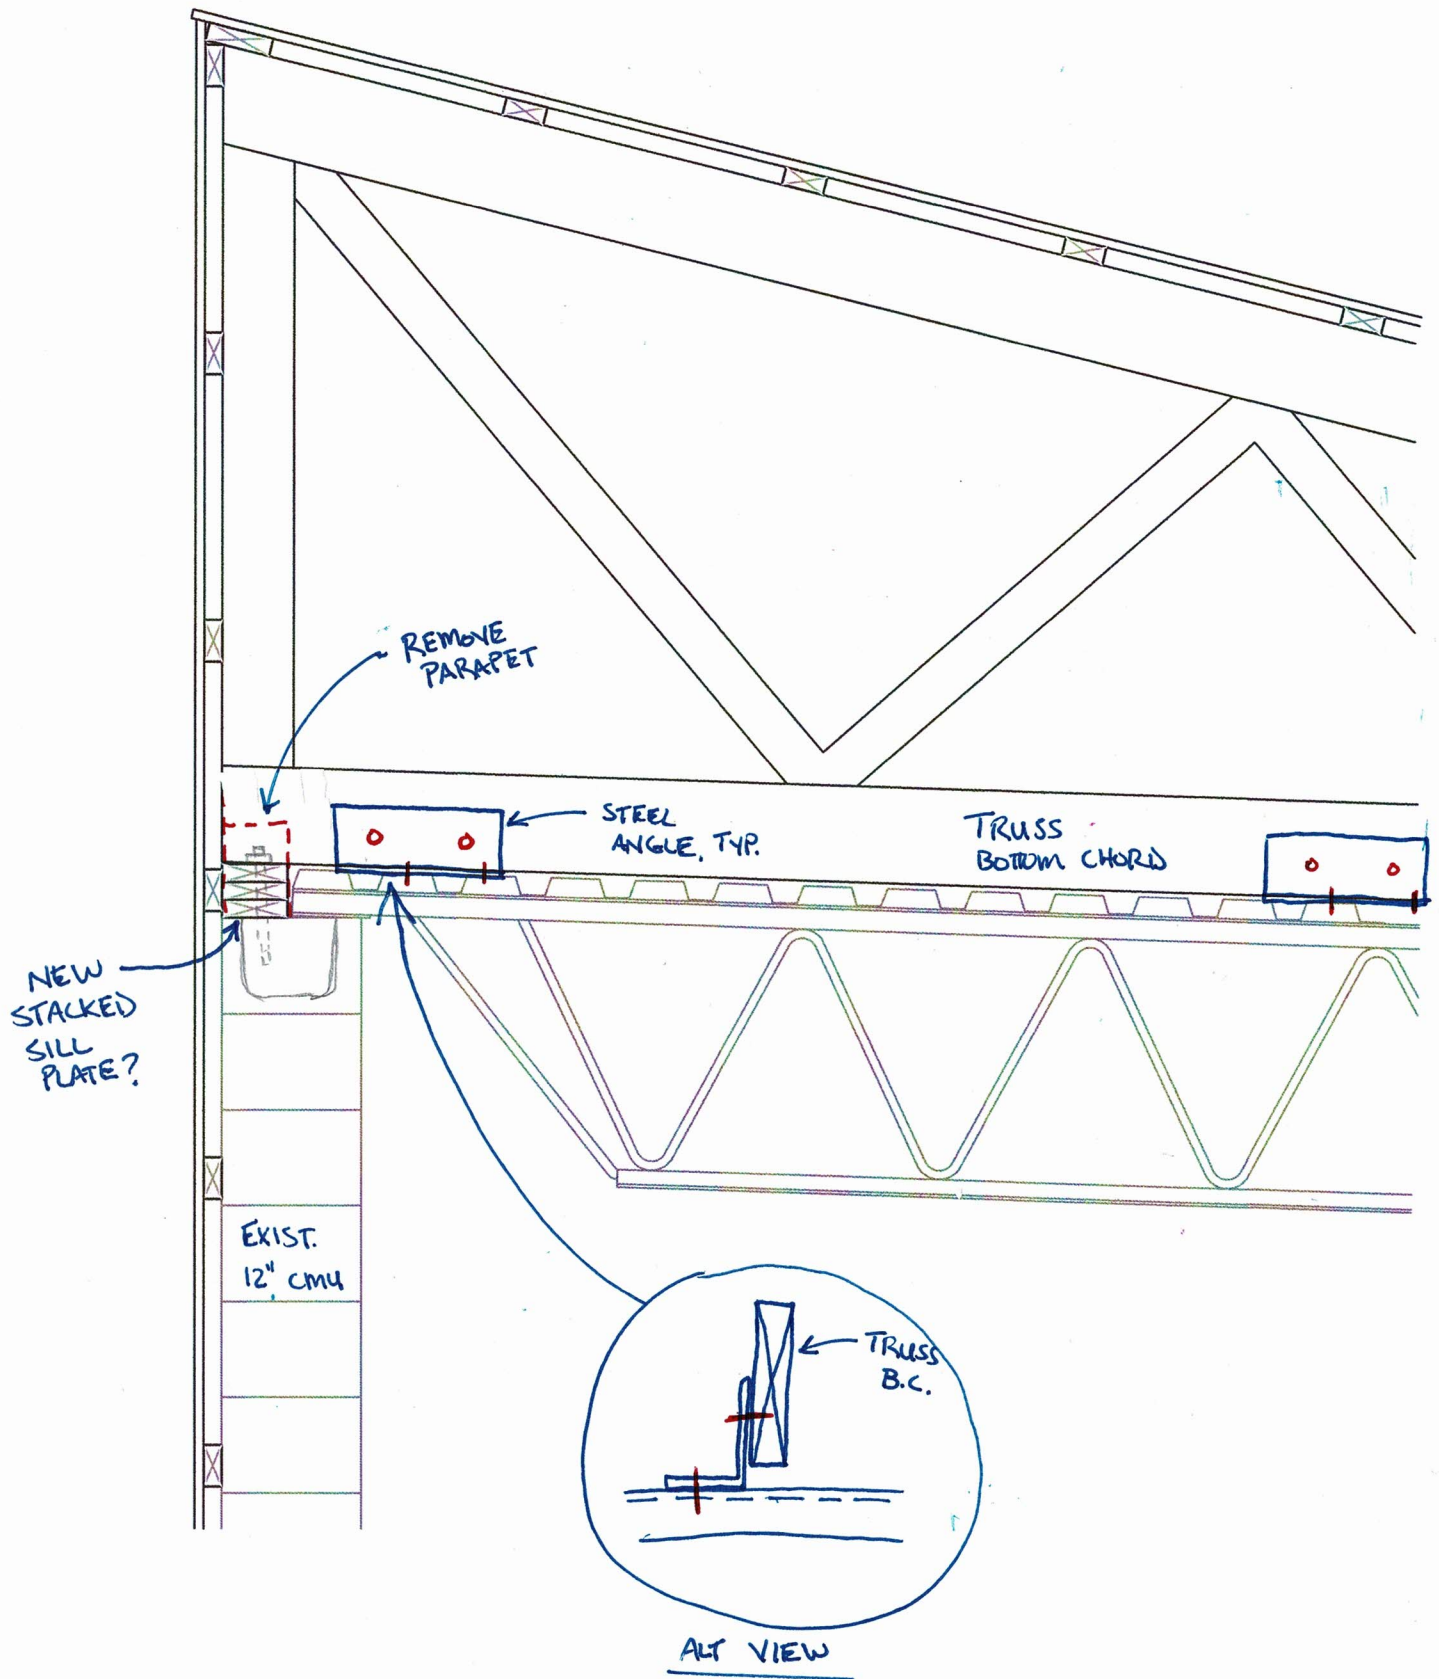 REMOVE
PARAPET
STEEL
ANGLE, TYP.
TRUSS
BOTTOM CHORD
NEW
STACKED
SILL
PLATE?
EXIST.
12" CMU
TRUSS
B.C.
ALT VIEW